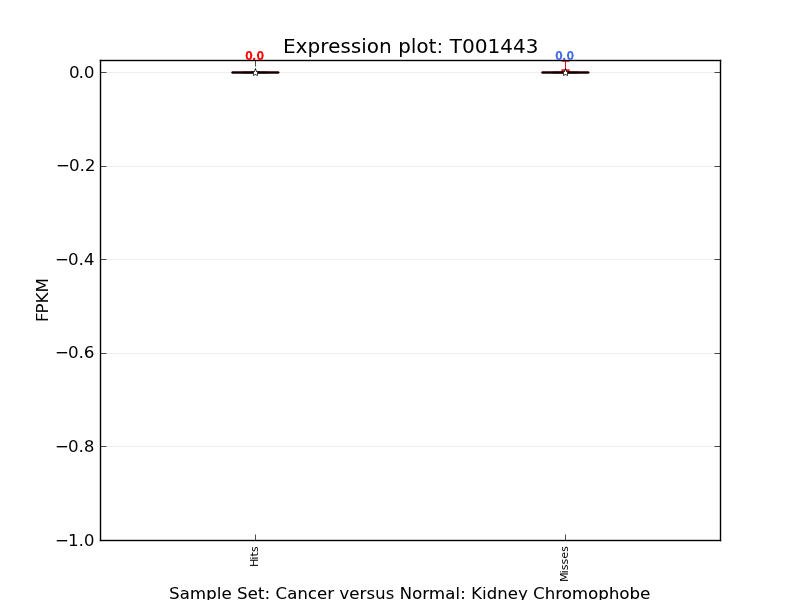 Expression plot: T001443
0.0 0.0
0.0
−0.2
−0.4
−0.6
−0.8
−1.0
FPKM
Hits Misses
Sample Set: Cancer versus Normal: Kidney Chromophobe